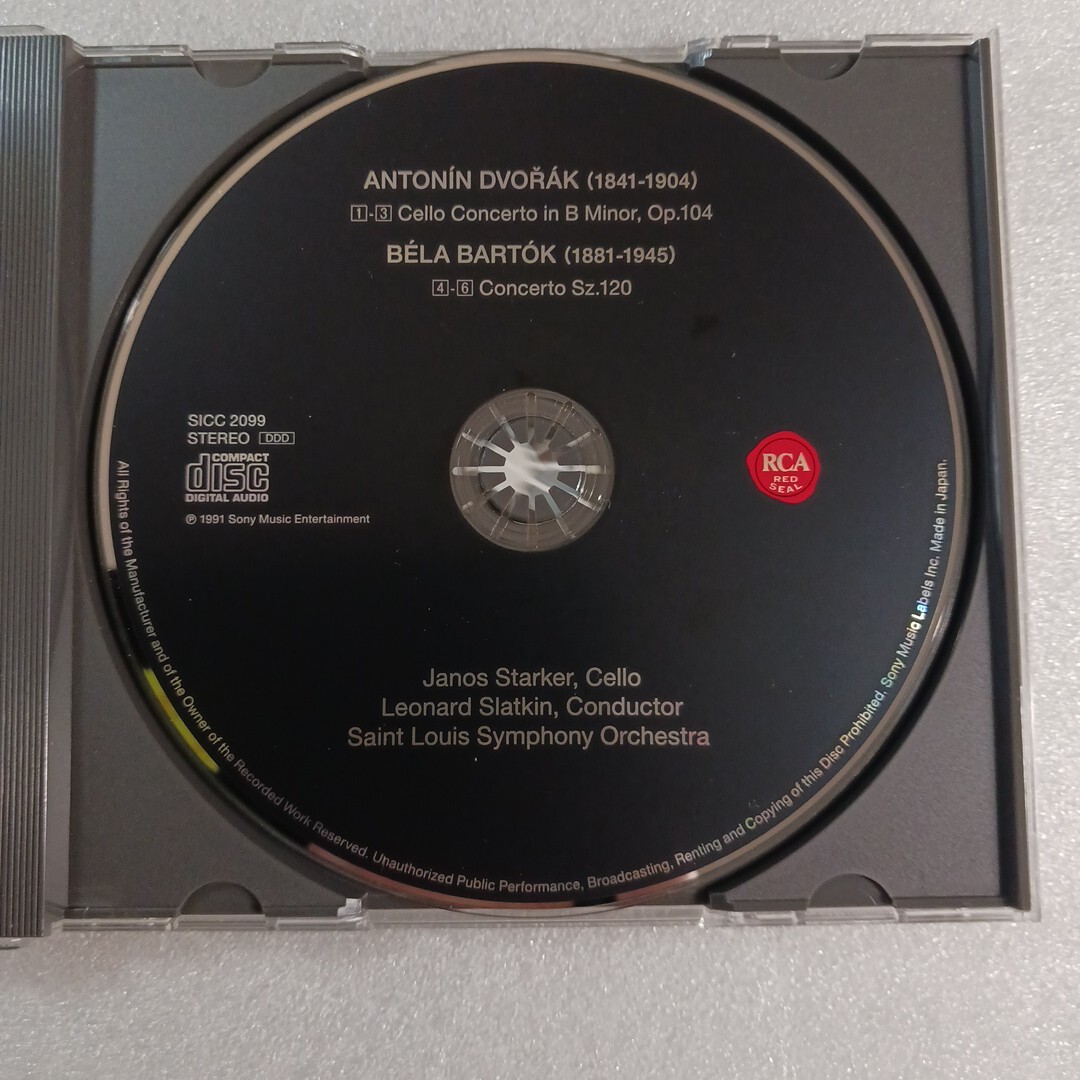 ANTONÍN DVOŘÁK (1841-1904)
1-3 Cello Concerto in B Minor, Op.104
BÉLA BARTÓK (1881-1945)
4-6 Concerto Sz.120
SICC 2099
STEREO DDD
COMPACT
disc
DIGITAL AUDIO
℗ 1991 Sony Music Entertainment
RCA
RED
SEAL
Janos Starker, Cello
Leonard Slatkin, Conductor
Saint Louis Symphony Orchestra
All Rights of the Manufacturer and of the Owner of the Recorded Work Reserved. Unauthorized Public Performance, Broadcasting, Renting and Copying of this Disc Prohibited. Sony Music Labels Inc. Made in Japan.